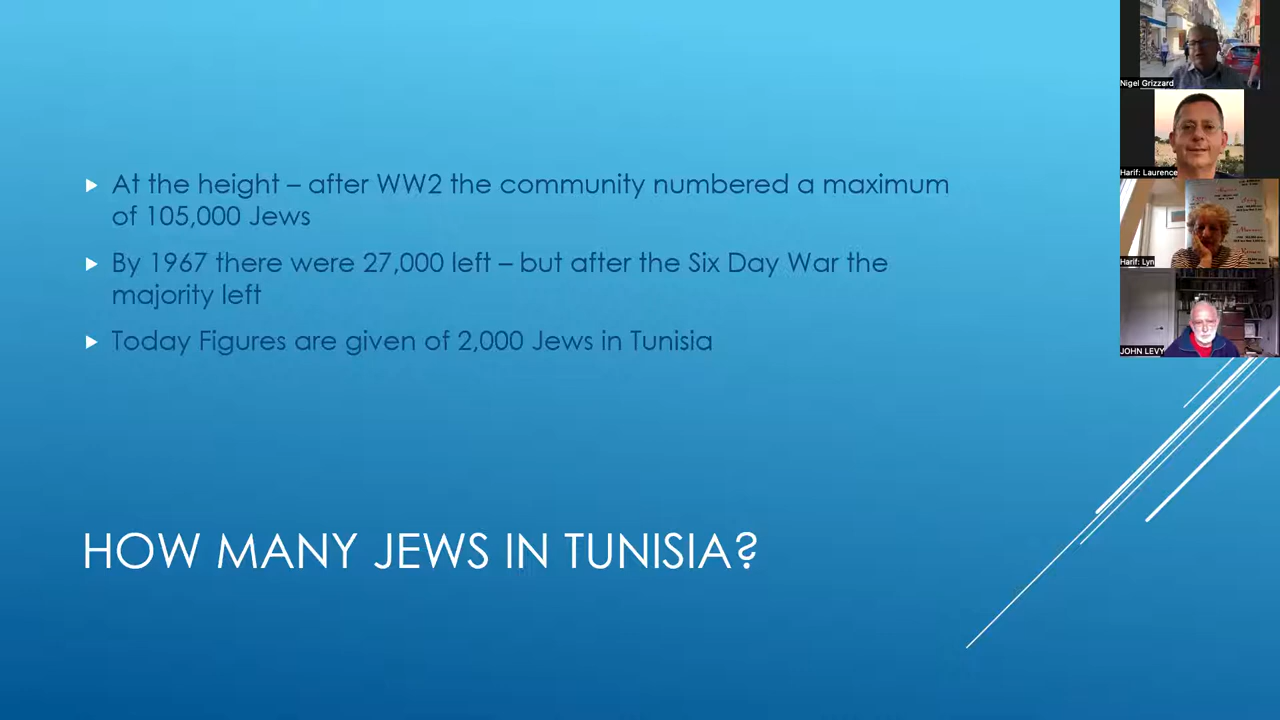 At the height – after WW2 the community numbered a maximum
of 105,000 Jews
By 1967 there were 27,000 left – but after the Six Day War the
majority left
Today Figures are given of 2,000 Jews in Tunisia
HOW MANY JEWS IN TUNISIA?
Nigel Grizzard
Harif: Laurence
Harif: Lyn
JOHN LEVY